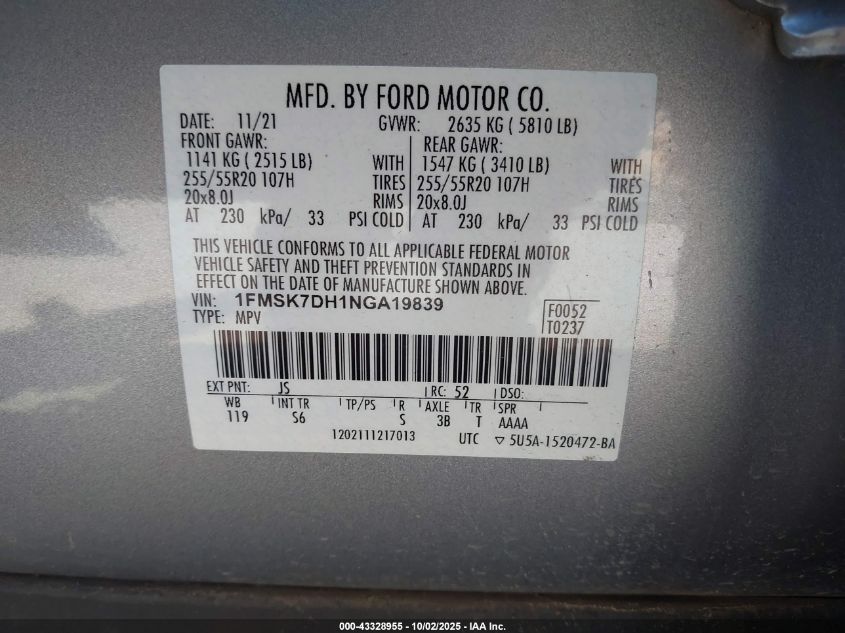 MFD. BY FORD MOTOR CO.
DATE: 11/21 GVWR: 2635 KG ( 5810 LB)
FRONT GAWR: REAR GAWR:
1141 KG ( 2515 LB) WITH 1547 KG ( 3410 LB) WITH
255/55R20 107H TIRES 255/55R20 107H TIRES
20x8.0J RIMS 20x8.0J RIMS
AT 230 kPa/ 33 PSI COLD AT 230 kPa/ 33 PSI COLD
THIS VEHICLE CONFORMS TO ALL APPLICABLE FEDERAL MOTOR
VEHICLE SAFETY AND THEFT PREVENTION STANDARDS IN
EFFECT ON THE DATE OF MANUFACTURE SHOWN ABOVE.
VIN: 1FMSK7DH1NGA19839 F0052
TYPE: MPV T0237
EXT PNT: JS RC: 52 DSO:
WB INT TR TP/PS R AXLE TR SPR
119 S6 S 3B T AAAA
1202111217013 UTC ▽ 5U5A-1520472-BA
000-43328955 - 10/02/2025 - IAA Inc.